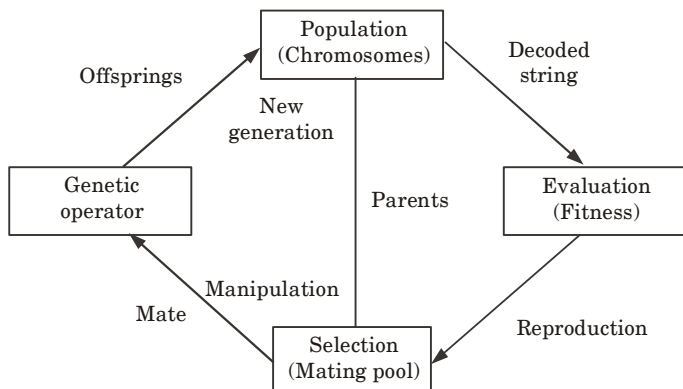 Population
(Chromosomes)
Decoded
string
Offsprings
New
generation
Genetic
operator
Parents
Evaluation
(Fitness)
Manipulation
Mate
Reproduction
Selection
(Mating pool)